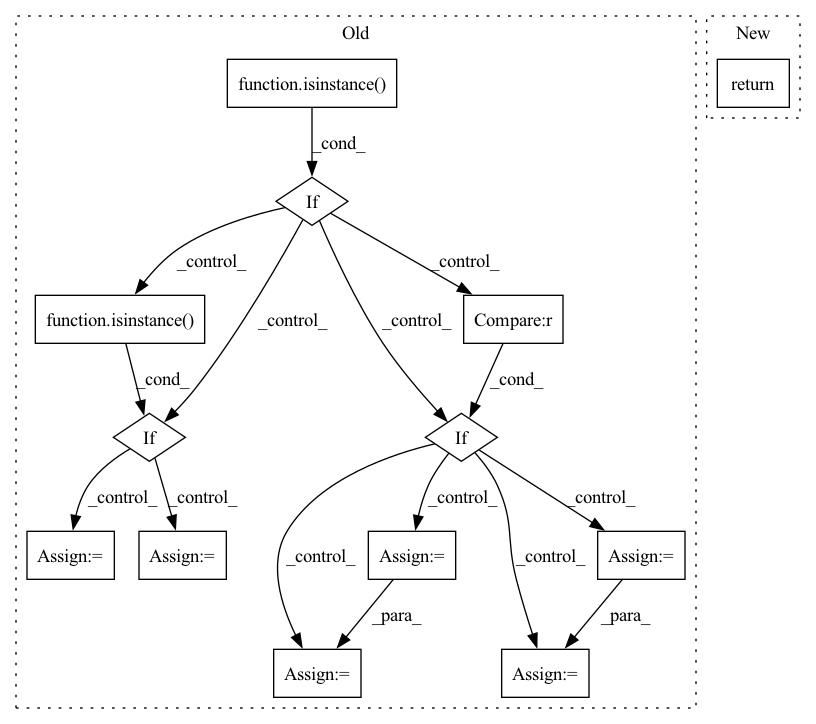 Old
New
function.isinstance()
return
_cond_
If
_control_
_control_
_control_
_control_
function.isinstance()
Compare:r
_cond_
_cond_
If
If
_control_
_control_
_control_
_control_
_control_
_control_
Assign:=
Assign:=
Assign:=
Assign:=
_para_
_para_
Assign:=
Assign:=